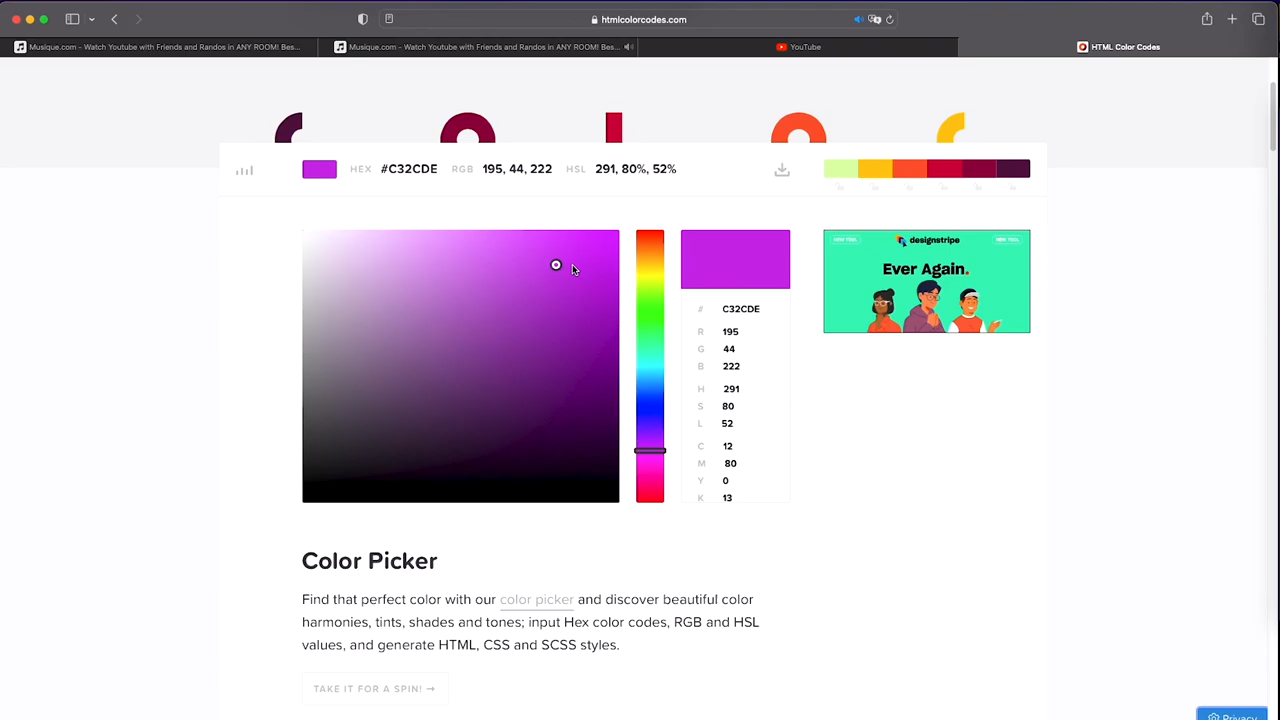 htmlcolorcodes.com
Musique.com - Watch Youtube with Friends and Randos in ANY ROOM! Bes...
Musique.com - Watch Youtube with Friends and Randos in ANY ROOM! Bes...
YouTube
HTML Color Codes
HEX #C32CDE RGB 195, 44, 222 HSL 291, 80%, 52%
NEW TOOL designstripe NEW TOOL
Ever Again.
# C32CDE
R 195
G 44
B 222
H 291
S 80
L 52
C 12
M 80
Y 0
K 13
Color Picker
Find that perfect color with our color picker and discover beautiful color
harmonies, tints, shades and tones; input Hex color codes, RGB and HSL
values, and generate HTML, CSS and SCSS styles.
TAKE IT FOR A SPIN! →
Privacy